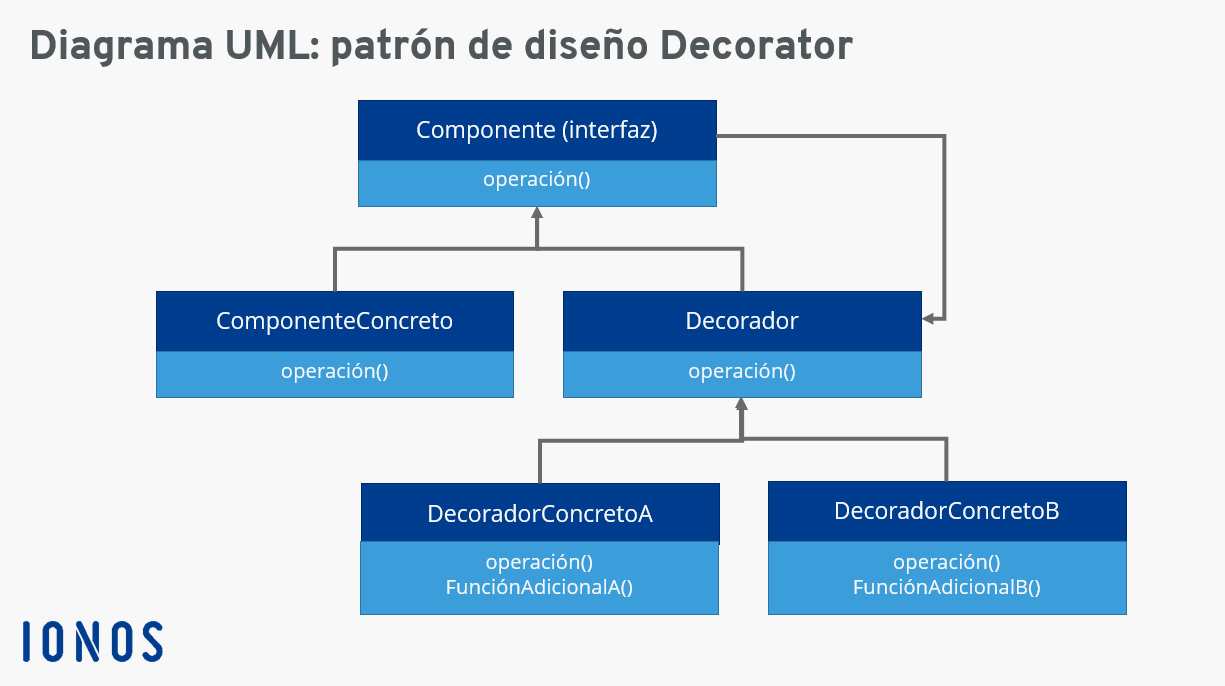 Diagrama UML: patrón de diseño Decorator
Componente (interfaz)
operación()
ComponenteConcreto
operación()
Decorador
operación()
DecoradorConcretoA
operación()
FunciónAdicionalA()
DecoradorConcretoB
operación()
FunciónAdicionalB()
IONOS